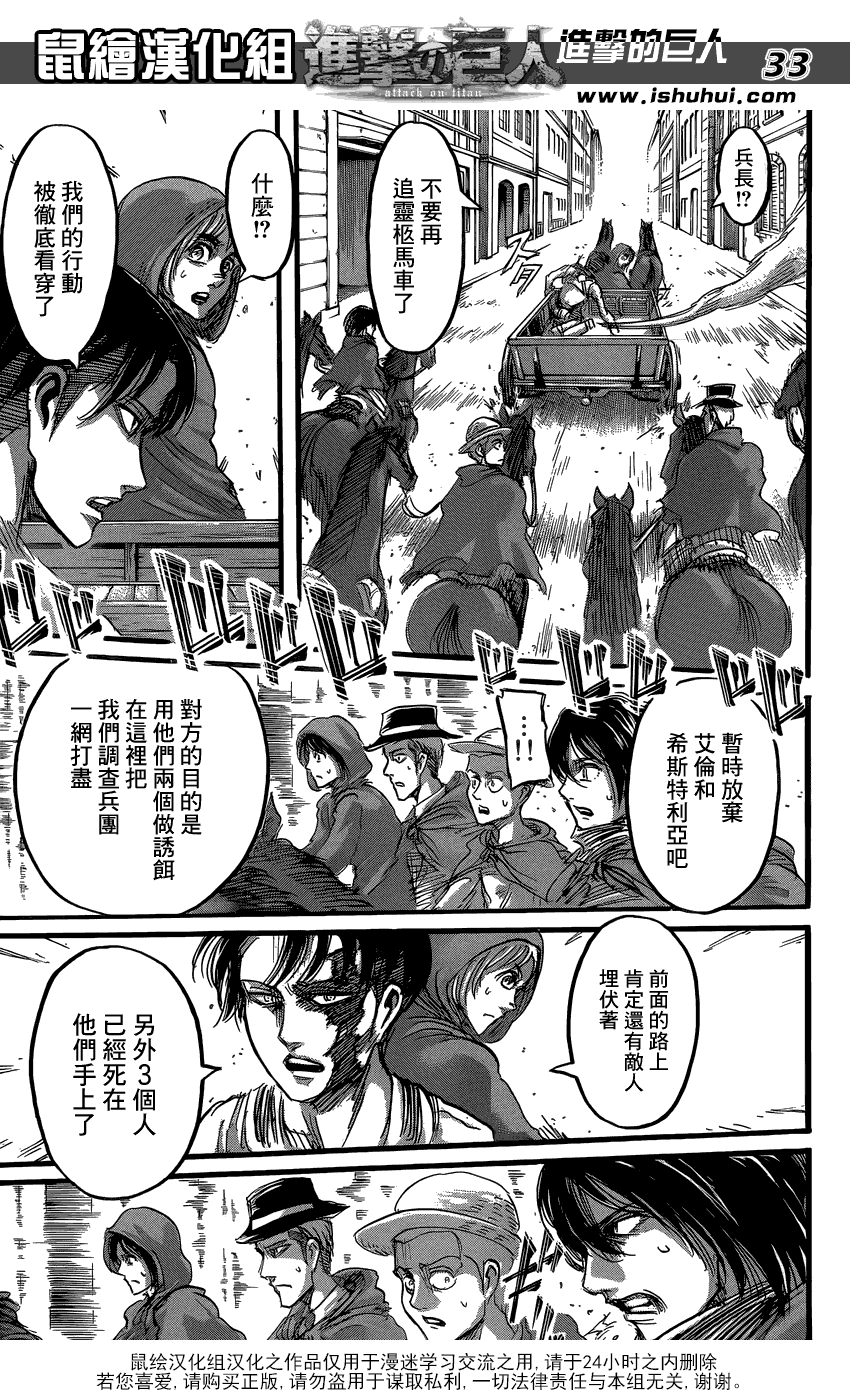 鼠繪漢化組
進撃の巨人
attack on titan
進擊的巨人
33
www.ishuhui.com
兵長!?
不要再
追靈柩馬車了
什麼!?
我們的行動
被徹底看穿了
暫時放棄
艾倫和
希斯特利亞吧
…!!
對方的目的是
用他們兩個做誘餌
在這裡把
我們調查兵團
一網打盡
前面的路上
肯定還有敵人
埋伏著
另外3個人
已經死在
他們手上了
鼠绘汉化组汉化之作品仅用于漫迷学习交流之用, 请于24小时之内删除
若您喜爱, 请购买正版, 请勿盗用于谋取私利, 一切法律责任与本组无关, 谢谢。